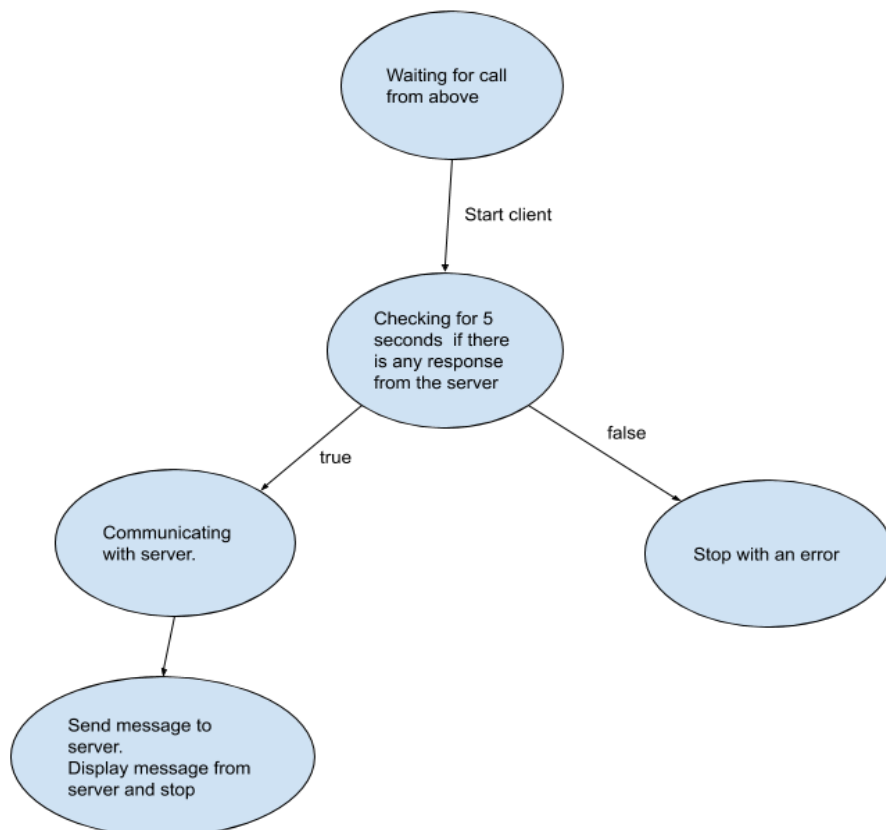 Waiting for call
from above
Start client
Checking for 5
seconds  if there
is any response
from the server
true
false
Communicating
with server.
Stop with an error
Send message to
server.
Display message from
server and stop